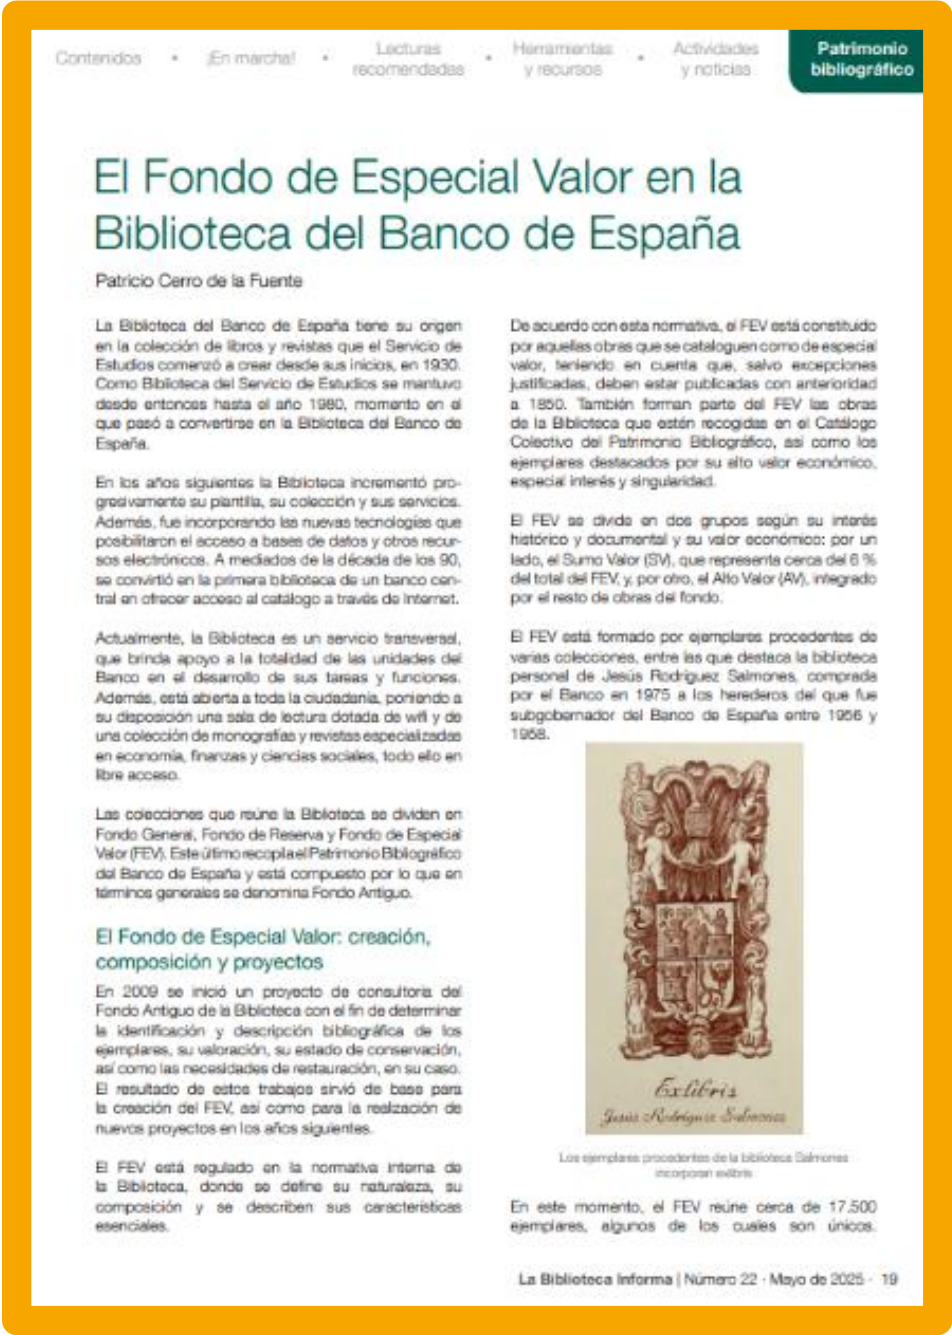 Contenidos
¡En marcha!
Lecturas
recomendadas
Herramientas
y recursos
Actividades
y noticias
Patrimonio
bibliográfico
El Fondo de Especial Valor en la
Biblioteca del Banco de España
Patricio Cerro de la Fuente
La Biblioteca del Banco de España tiene su origen
en la colección de libros y revistas que el Servicio de
Estudios comenzó a crear desde sus inicios, en 1930.
Como Biblioteca del Servicio de Estudios se mantuvo
desde entonces hasta el año 1980, momento en el
que pasó a convertirse en la Biblioteca del Banco de
España.
En los años siguientes la Biblioteca incrementó pro-
gresivamente su plantilla, su colección y sus servicios.
Además, fue incorporando las nuevas tecnologías que
posibilitaron el acceso a bases de datos y otros recur-
sos electrónicos. A mediados de la década de los 90,
se convirtió en la primera biblioteca de un banco cen-
tral en ofrecer acceso al catálogo a través de Internet.
Actualmente, la Biblioteca es un servicio transversal,
que brinda apoyo a la totalidad de las unidades del
Banco en el desarrollo de sus tareas y funciones.
Además, está abierta a toda la ciudadanía, poniendo a
su disposición una sala de lectura dotada de wifi y de
una colección de monografías y revistas especializadas
en economía, finanzas y ciencias sociales, todo ello en
libre acceso.
Las colecciones que reúne la Biblioteca se dividen en
Fondo General, Fondo de Reserva y Fondo de Especial
Valor (FEV). Este último recopila el Patrimonio Bibliográfico
del Banco de España y está compuesto por lo que en
términos generales se denomina Fondo Antiguo.
El Fondo de Especial Valor: creación,
composición y proyectos
En 2009 se inició un proyecto de consultoría del
Fondo Antiguo de la Biblioteca con el fin de determinar
la identificación y descripción bibliográfica de los
ejemplares, su valoración, su estado de conservación,
así como las necesidades de restauración, en su caso.
El resultado de estos trabajos sirvió de base para
la creación del FEV, así como para la realización de
nuevos proyectos en los años siguientes.
El FEV está regulado en la normativa interna de
la Biblioteca, donde se define su naturaleza, su
composición y se describen sus características
esenciales.
De acuerdo con esta normativa, el FEV está constituido
por aquellas obras que se cataloguen como de especial
valor, teniendo en cuenta que, salvo excepciones
justificadas, deben estar publicadas con anterioridad
a 1850. También forman parte del FEV las obras
de la Biblioteca que estén recogidas en el Catálogo
Colectivo del Patrimonio Bibliográfico, así como los
ejemplares destacados por su alto valor económico,
especial interés y singularidad.
El FEV se divide en dos grupos según su interés
histórico y documental y su valor económico: por un
lado, el Sumo Valor (SV), que representa cerca del 6 %
del total del FEV, y, por otro, el Alto Valor (AV), integrado
por el resto de obras del fondo.
El FEV está formado por ejemplares procedentes de
varias colecciones, entre las que destaca la biblioteca
personal de Jesús Rodríguez Salmones, comprada
por el Banco en 1975 a los herederos del que fue
subgobernador del Banco de España entre 1956 y
1958.
Exlibris
Jesús Rodríguez Salmones
Los ejemplares procedentes de la biblioteca Salmones
incorporan exlibris
En este momento, el FEV reúne cerca de 17.500
ejemplares, algunos de los cuales son únicos.
La Biblioteca Informa | Número 22 · Mayo de 2025 · 19